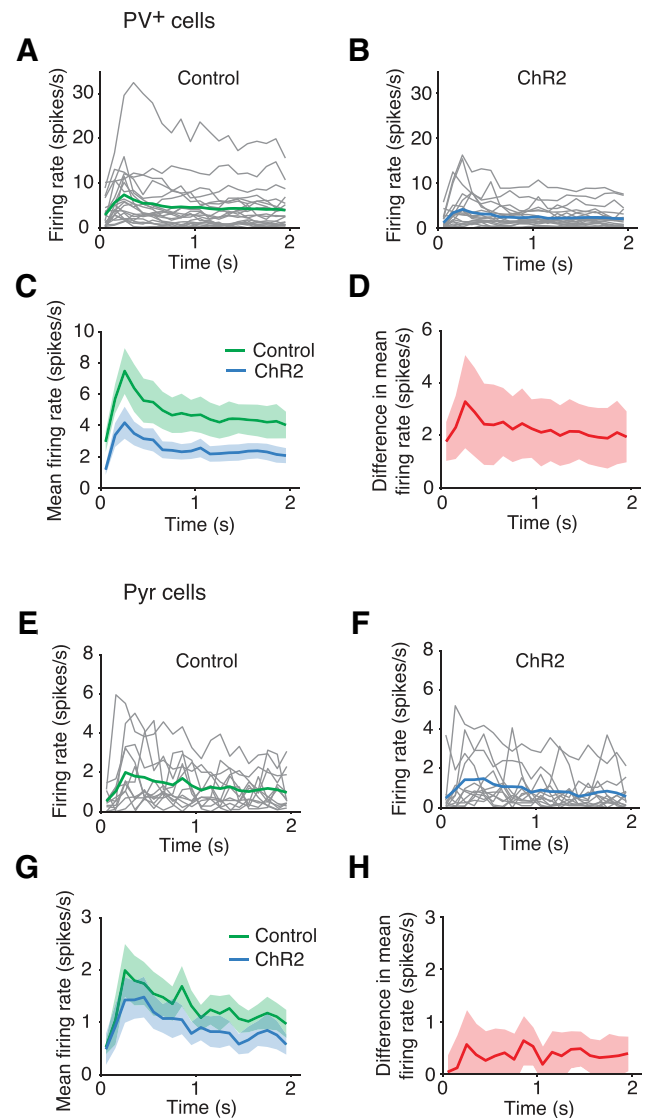 PV+ cells
A
B
Control
ChR2
Firing rate (spikes/s)
30
20
10
0
0
1
2
Time (s)
Firing rate (spikes/s)
30
20
10
0
0
1
2
Time (s)
C
D
Mean firing rate (spikes/s)
10
8
6
4
2
0
0
1
2
Time (s)
Control
ChR2
Difference in mean
firing rate (spikes/s)
6
4
2
0
0
1
2
Time (s)
Pyr cells
E
F
Control
ChR2
Firing rate (spikes/s)
8
6
4
2
0
0
1
2
Time (s)
Firing rate (spikes/s)
8
6
4
2
0
0
1
2
Time (s)
G
H
Mean firing rate (spikes/s)
3
2
1
0
0
1
2
Time (s)
Control
ChR2
Difference in mean
firing rate (spikes/s)
3
2
1
0
0
1
2
Time (s)